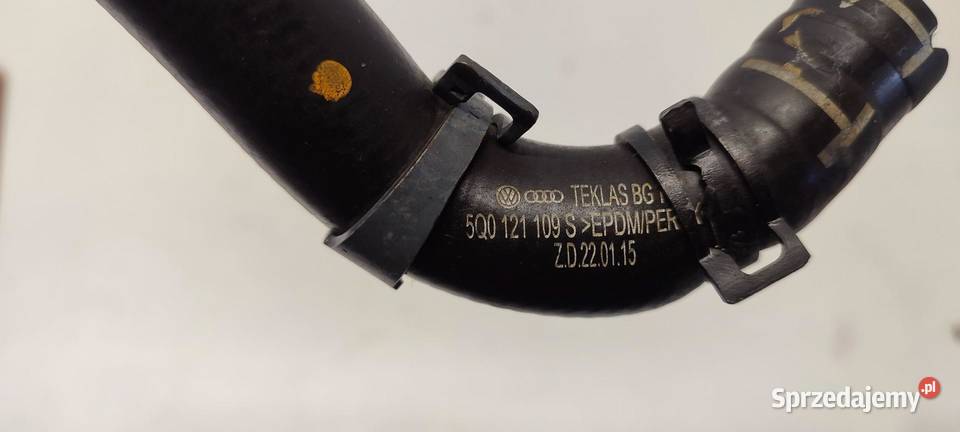 TEKLAS BG
5Q0 121 109 S >EPDM/PER
Z.D.22.01.15
Sprzedajemy.pl